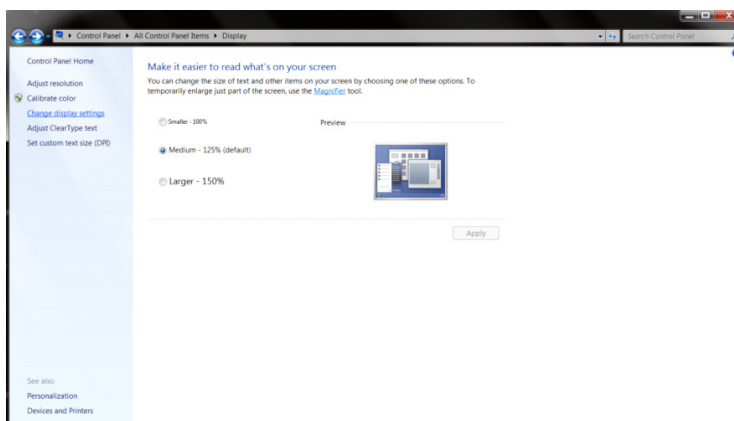 Control Panel ▸ All Control Panel Items ▸ Display
Search Control Panel
Control Panel Home
Adjust resolution
Calibrate color
Change display settings
Adjust ClearType text
Set custom text size (DPI)
Make it easier to read what's on your screen
You can change the size of text and other items on your screen by choosing one of these options. To
temporarily enlarge just part of the screen, use the Magnifier tool.
Smaller - 100%
Preview
Medium - 125% (default)
Larger - 150%
Apply
See also
Personalization
Devices and Printers